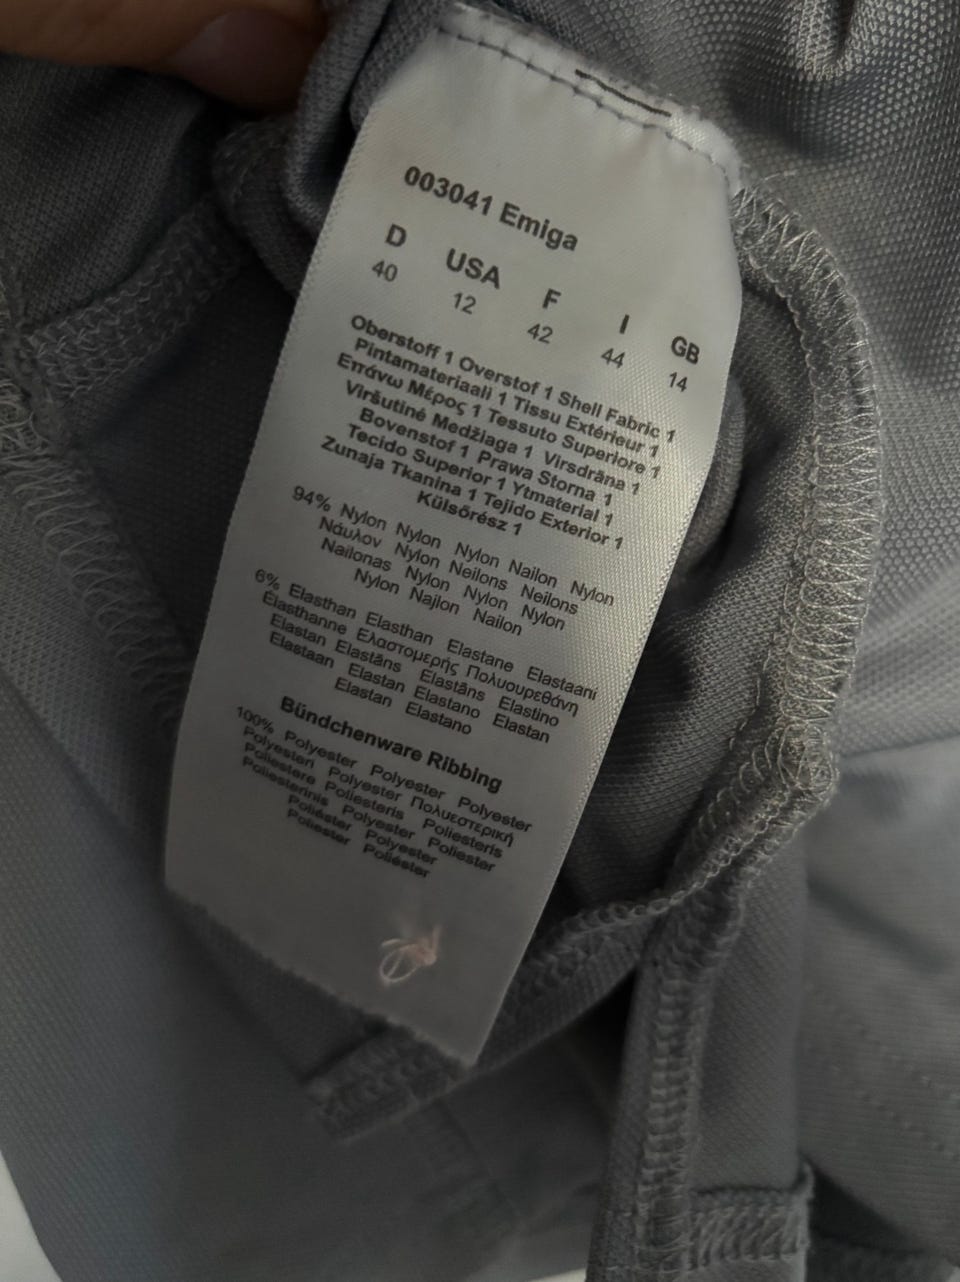 003041 Emiga
D USA F I GB
40 12 42 44 14
Oberstoff 1 Overstof 1 Shell Fabric 1
Pintamateriaali 1 Tissu Extérieur 1
Επάνω Μέρος 1 Tessuto Superiore 1
Viršutinė Medžiaga 1 Virsdrāna 1
Bovenstof 1 Prawa Storna 1
Tecido Superior 1 Ytmaterial 1
Zunaja Tkanina 1 Tejido Exterior 1
Külsőrész 1
94% Nylon Nylon Nylon Nailon Nylon
Νάυλον Nylon Neilons Neilons
Nailonas Nylon Nylon Nylon
Nylon Najlon Nailon
6% Elasthan Elasthan Elastane Elastaani
Élasthanne Ελαστομερής Πολυουρεθάνη
Elastan Elastāns Elastāns Elastino
Elastaan Elastan Elastano Elastan
Elastan Elastano
Bündchenware Ribbing
100% Polyester Polyester Polyester
Polyesteri Polyester Πολυεστερική
Poliestere Poliesteris Poliesteris
Poliesterinis Polyester Poliester
Poliéster Polyester
Poliester Poliéster